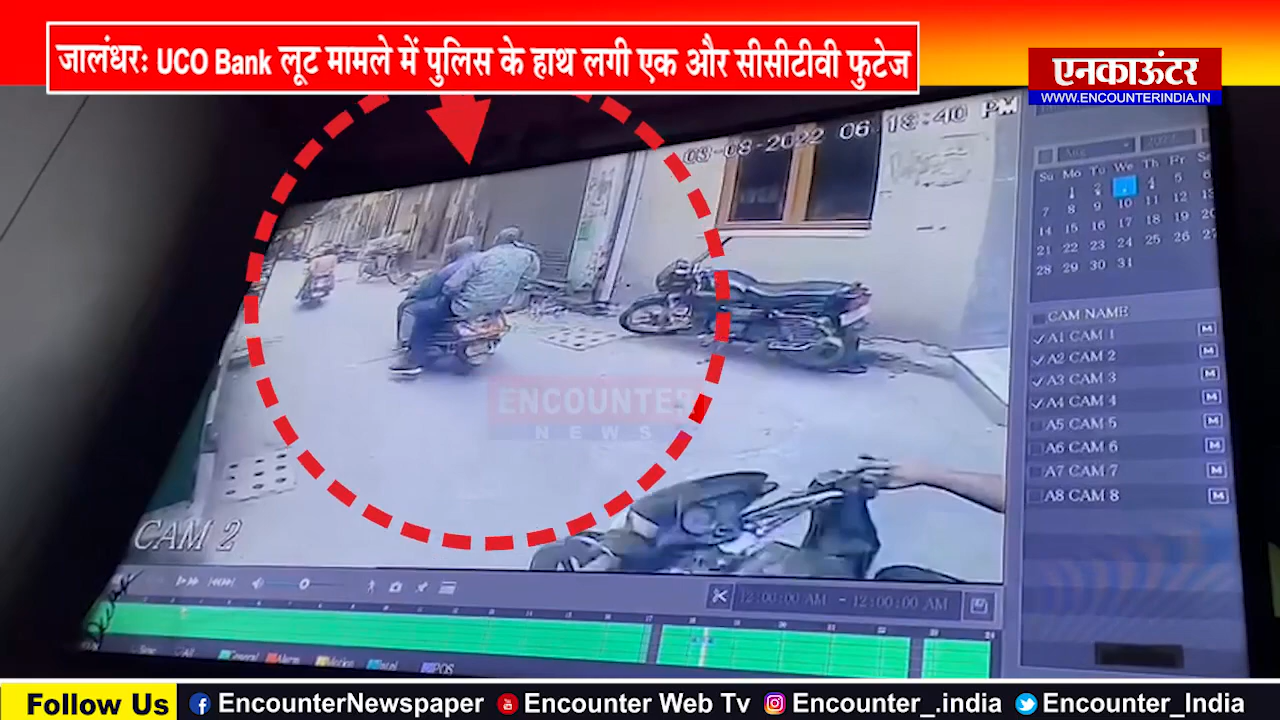 जालंधरः UCO Bank लूट मामले में पुलिस के हाथ लगी एक और सीसीटीवी फुटेज
एनकाऊंटर
WWW.ENCOUNTERINDIA.IN
03-08-2022 06:18:40 PM
Su Mo Tu We Th Fr
1 2 3 4 5 6
7 8 9 10 11 12 13
14 15 16 17 18 19 20
21 22 23 24 25 26 27
28 29 30 31
CAM NAME
A1 CAM 1 M
A2 CAM 2 M
A3 CAM 3 M
A4 CAM 4 M
A5 CAM 5 M
A6 CAM 6 M
A7 CAM 7 M
A8 CAM 8 M
ENCOUNTER
NEWS
CAM 2
12:00:00 AM - 12:00:00 AM
General Alarm Motion Intel POS
Follow Us EncounterNewspaper Encounter Web Tv Encounter_.india Encounter_India